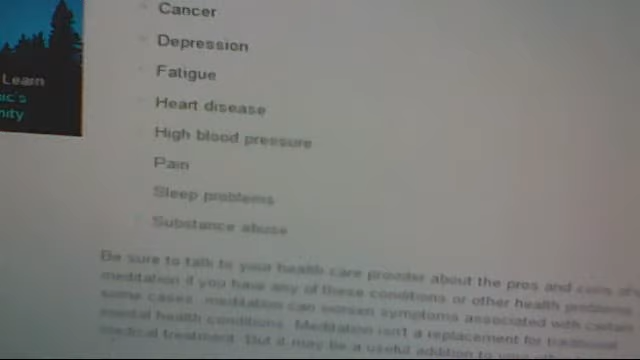 Learn
ic's
nity
Cancer
Depression
Fatigue
Heart disease
High blood pressure
Pain
Sleep problems
Substance abuse
Be sure to talk to your health care provider about the pros and cons of
meditation if you have any of these conditions or other health problems.
some cases, meditation can worsen symptoms associated with certain
mental health conditions. Meditation isn't a replacement for traditional
medical treatment. But it may be a useful addition to